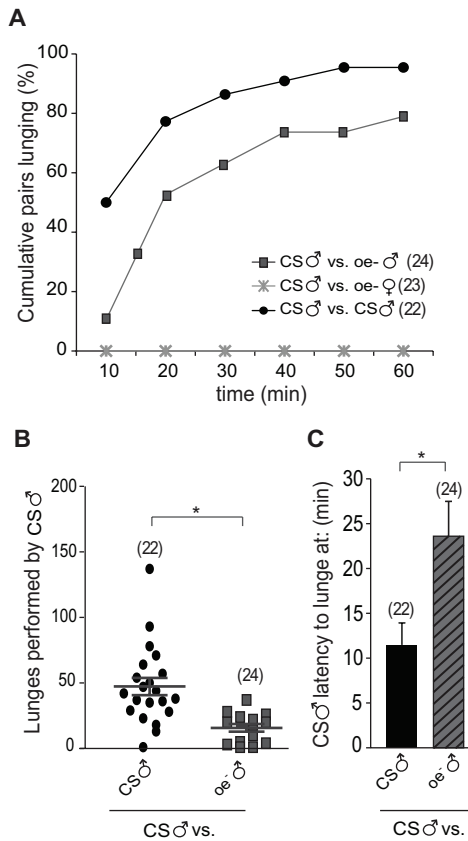 A
Cumulative pairs lunging (%)
100
80
60
40
20
0
CS♂ vs. oe-♂ (24)
CS♂ vs. oe-♀ (23)
CS♂ vs. CS♂ (22)
10 20 30 40 50 60
time (min)
B
Lunges performed by CS♂
200
150
100
50
0
*
(22)
(24)
CS♂
oe-♂
CS♂ vs.
C
CS♂ latency to lunge at: (min)
30
25
20
15
10
5
0
*
(24)
(22)
CS♂
oe-♂
CS♂ vs.